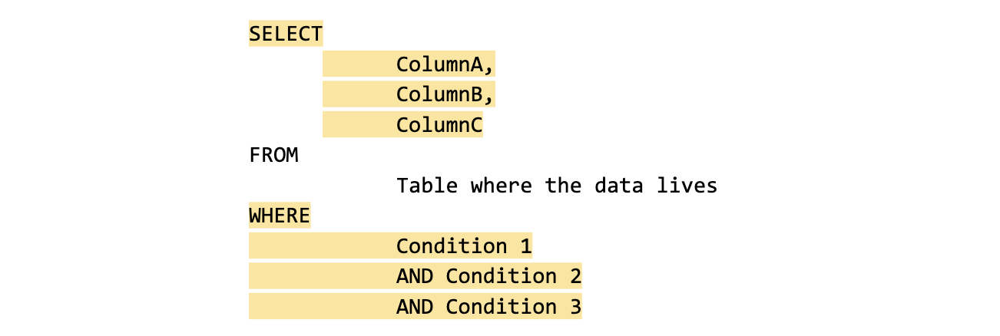 SELECT
ColumnA,
ColumnB,
ColumnC
FROM
Table where the data lives
WHERE
Condition 1
AND Condition 2
AND Condition 3